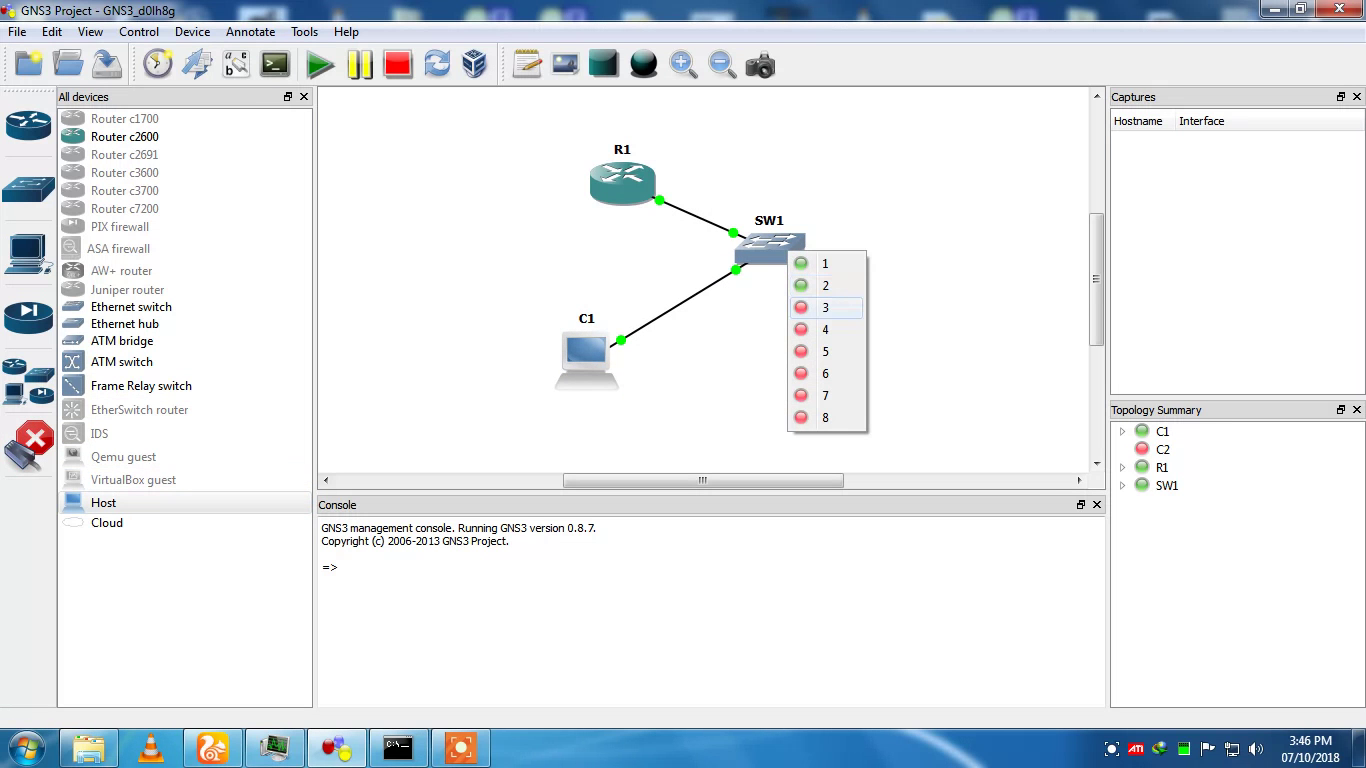 GNS3 Project - GNS3_d0lh8g
File Edit View Control Device Annotate Tools Help
All devices
Router c1700
Router c2600
Router c2691
Router c3600
Router c3700
Router c7200
PIX firewall
ASA firewall
AW+ router
Juniper router
Ethernet switch
Ethernet hub
ATM bridge
ATM switch
Frame Relay switch
EtherSwitch router
IDS
Qemu guest
VirtualBox guest
Host
Cloud
R1
SW1
C1
1
2
3
4
5
6
7
8
Console
GNS3 management console. Running GNS3 version 0.8.7.
Copyright (c) 2006-2013 GNS3 Project.
=>
Captures
Hostname Interface
Topology Summary
C1
C2
R1
SW1
C:\.
ATI
3:46 PM
07/10/2018